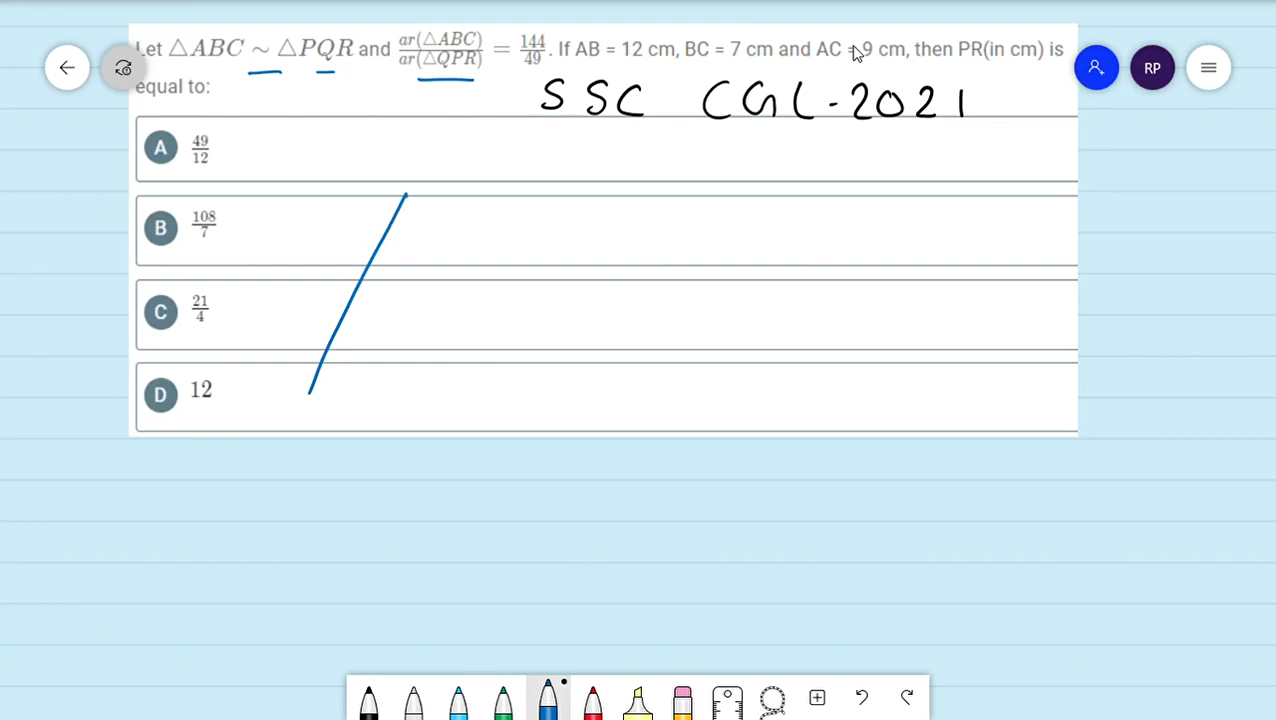 Let △ABC ∼ △PQR and ar(△ABC)/ar(△QPR) = 144/49. If AB = 12 cm, BC = 7 cm and AC = 9 cm, then PR(in cm) is
equal to:
SSC CGL-2021
A 49/12
B 108/7
C 21/4
D 12
RP